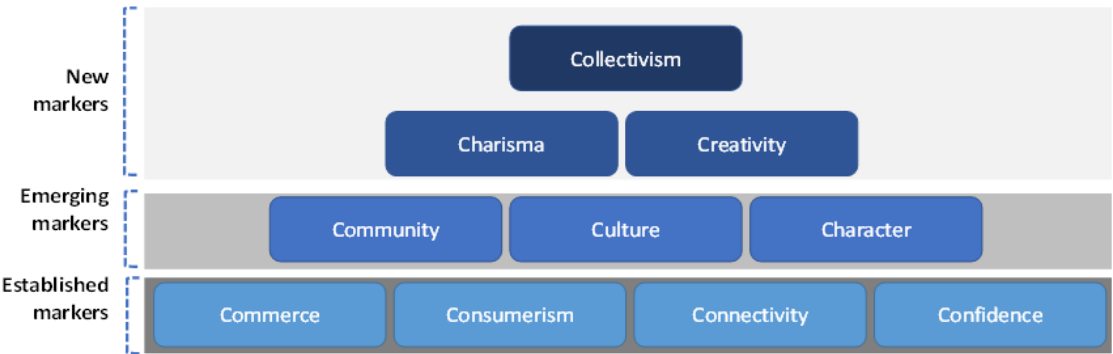 Collectivism
New
markers
Charisma Creativity
Emerging
markers
Community Culture Character
Established
markers
Commerce Consumerism Connectivity Confidence